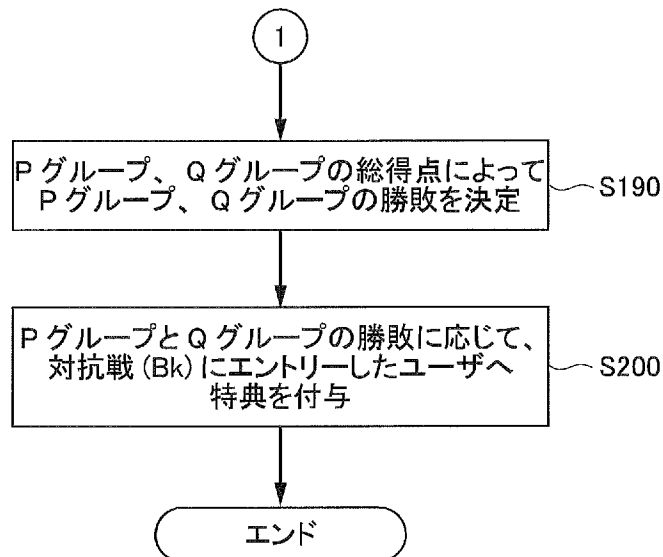 1
Pグループ、Qグループの総得点によって
Pグループ、Qグループの勝敗を決定
S190
PグループとQグループの勝敗に応じて、
対抗戦(Bk)にエントリーしたユーザへ
特典を付与
S200
エンド